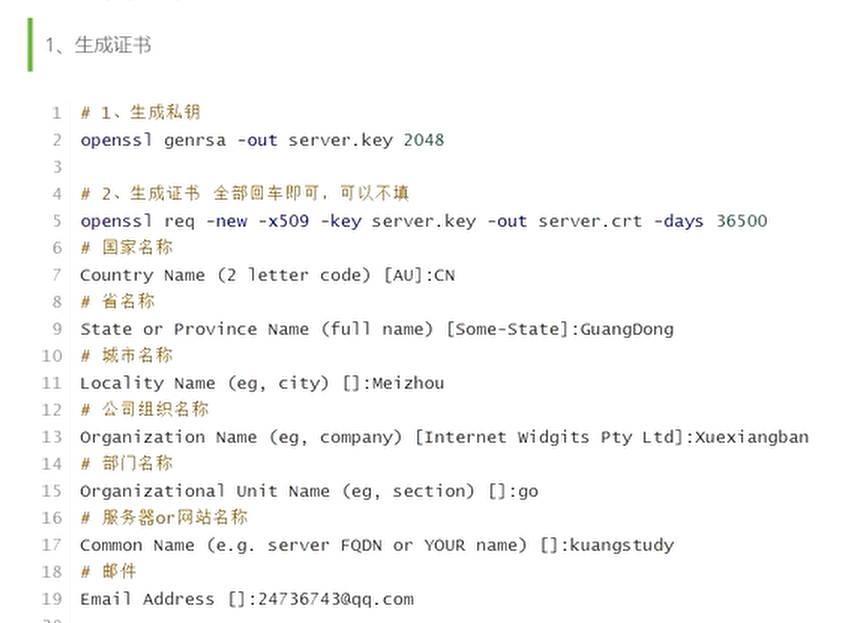 1、生成证书
1 # 1、生成私钥
2 openssl genrsa -out server.key 2048
3
4 # 2、生成证书 全部回车即可，可以不填
5 openssl req -new -x509 -key server.key -out server.crt -days 36500
6 # 国家名称
7 Country Name (2 letter code) [AU]:CN
8 # 省名称
9 State or Province Name (full name) [Some-State]:GuangDong
10 # 城市名称
11 Locality Name (eg, city) []:Meizhou
12 # 公司组织名称
13 Organization Name (eg, company) [Internet Widgits Pty Ltd]:Xuexiangban
14 # 部门名称
15 Organizational Unit Name (eg, section) []:go
16 # 服务器or网站名称
17 Common Name (e.g. server FQDN or YOUR name) []:kuangstudy
18 # 邮件
19 Email Address []:24736743@qq.com